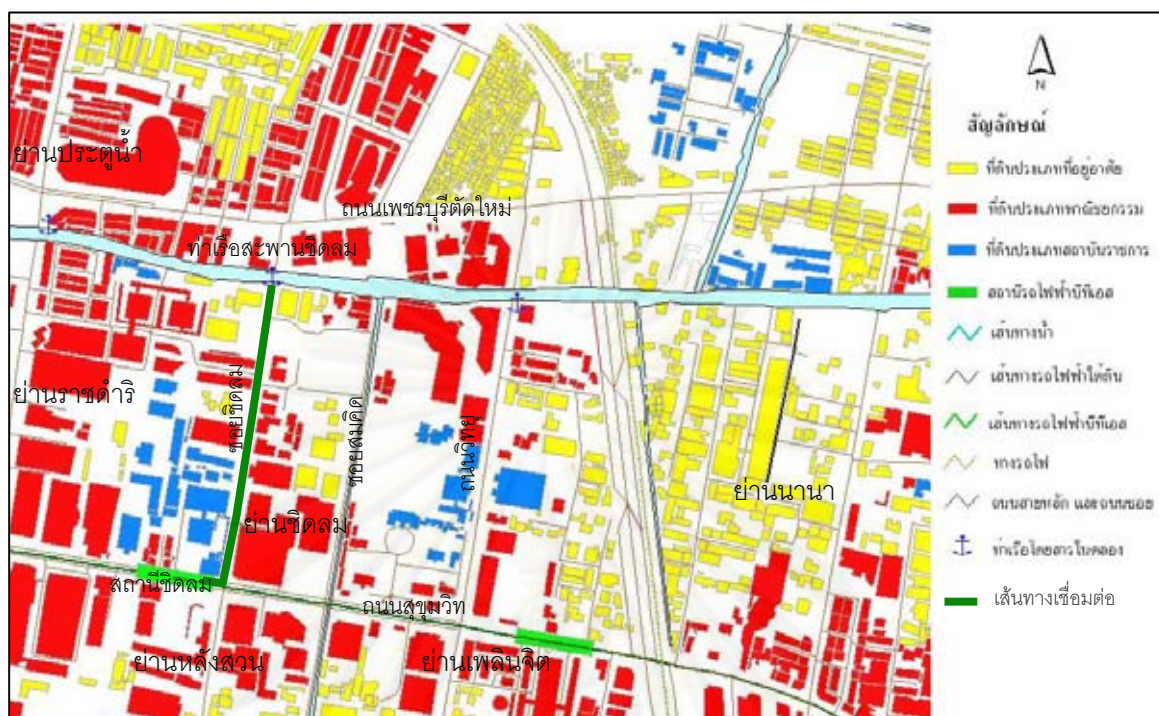 ย่านประตูน้ำ
ถนนเพชรบุรีตัดใหม่
ท่าเรือสะพานชิดลม
ย่านราชดำริ
ซอยชิดลม
ซอยสมคิด
ถนนวิทยุ
ย่านนานา
ย่านชิดลม
สถานีชิดลม
ถนนสุขุมวิท
ย่านหลังสวน
ย่านเพลินจิต
N
สัญลักษณ์
ที่ดินประเภทที่อยู่อาศัย
ที่ดินประเภทพาณิชยกรรม
ที่ดินประเภทสถาบันราชการ
สถานีรถไฟฟ้าบีทีเอส
เส้นทางน้ำ
เส้นทางรถไฟฟ้าใต้ดิน
เส้นทางรถไฟฟ้าบีทีเอส
ทางรถไฟ
ถนนสายหลัก และถนนซอย
ท่าเรือโดยสารในคลอง
เส้นทางเชื่อมต่อ